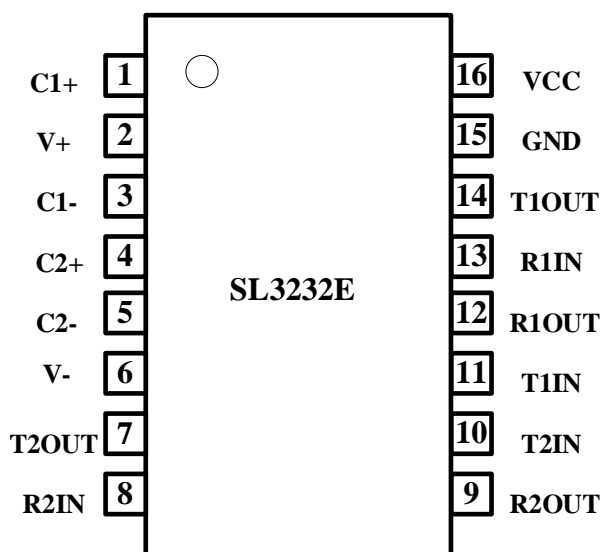 C1+ 1 16 VCC
V+ 2 15 GND
C1- 3 14 T1OUT
C2+ 4 13 R1IN
SL3232E
C2- 5 12 R1OUT
V- 6 11 T1IN
T2OUT 7 10 T2IN
R2IN 8 9 R2OUT